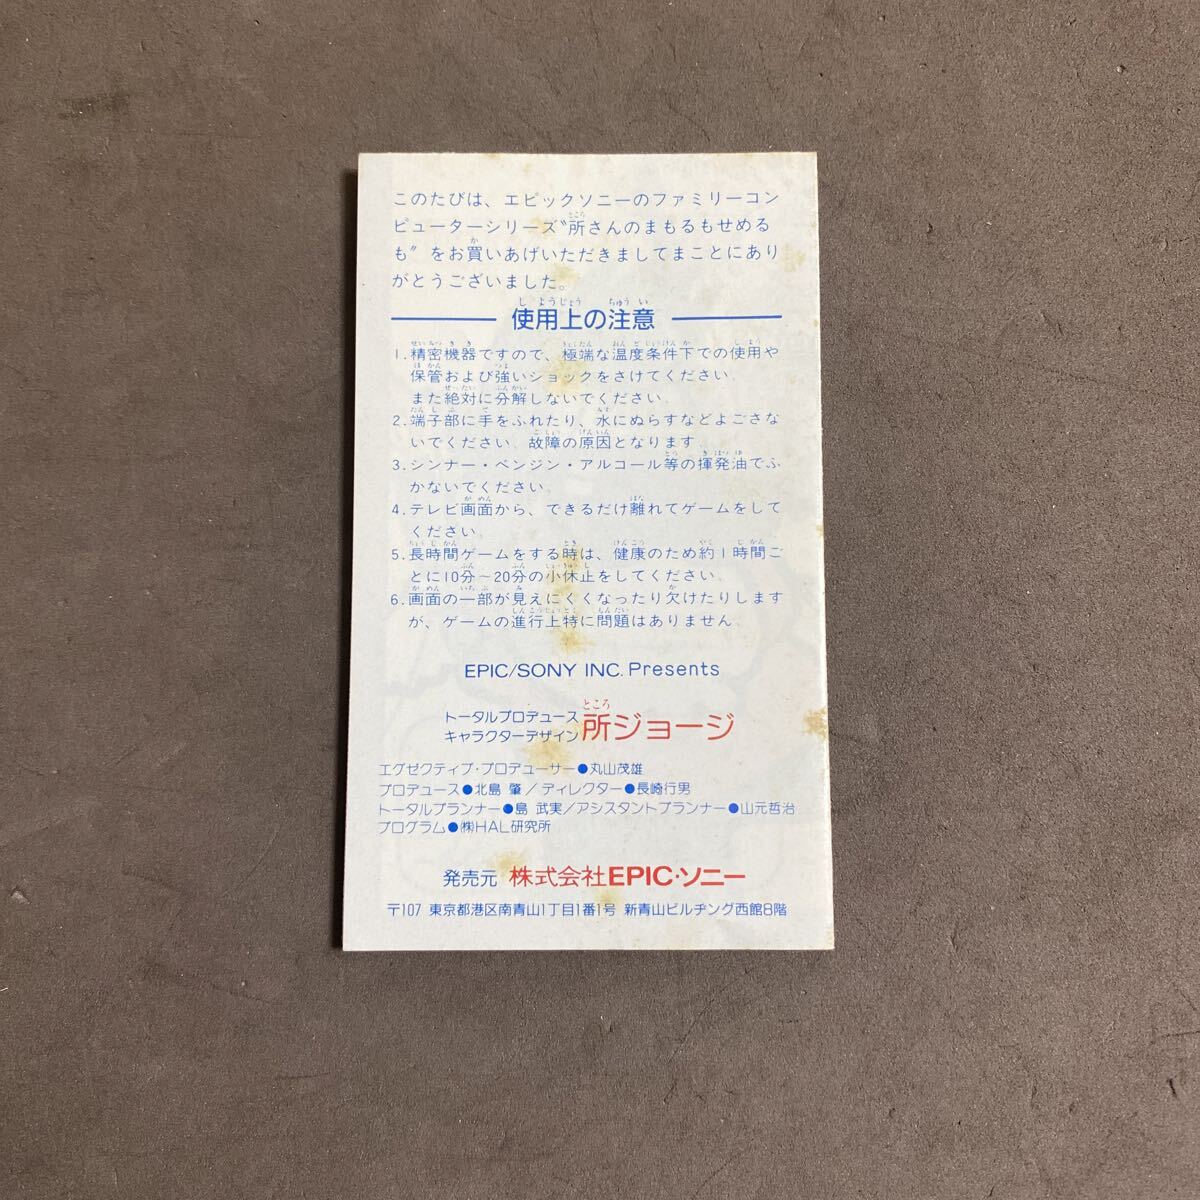 このたびは、エピックソニーのファミリーコン
ピューターシリーズ〝所さんのまもるもせめる
も〟をお買いあげいただきましてまことにあり
がとうございました。
使用上の注意
1.精密機器ですので、極端な温度条件下での使用や
保管および強いショックをさけてください。
また絶対に分解しないでください。
2.端子部に手をふれたり、水にぬらすなどよごさな
いでください。故障の原因となります。
3.シンナー・ベンジン・アルコール等の揮発油でふ
かないでください。
4.テレビ画面から、できるだけ離れてゲームをして
ください。
5.長時間ゲームをする時は、健康のため約1時間ご
とに10分〜20分の小休止をしてください。
6.画面の一部が見えにくくなったり欠けたりします
が、ゲームの進行上特に問題はありません。
EPIC/SONY INC. Presents
トータルプロデュース
キャラクターデザイン 所ジョージ
エグゼクティブ・プロデューサー●丸山茂雄
プロデュース●北島 肇/ディレクター●長崎行男
トータルプランナー●島 武実/アシスタントプランナー●山元哲治
プログラム●㈱HAL研究所
発売元 株式会社EPIC・ソニー
〒107 東京都港区南青山1丁目1番1号 新青山ビルヂング西館8階